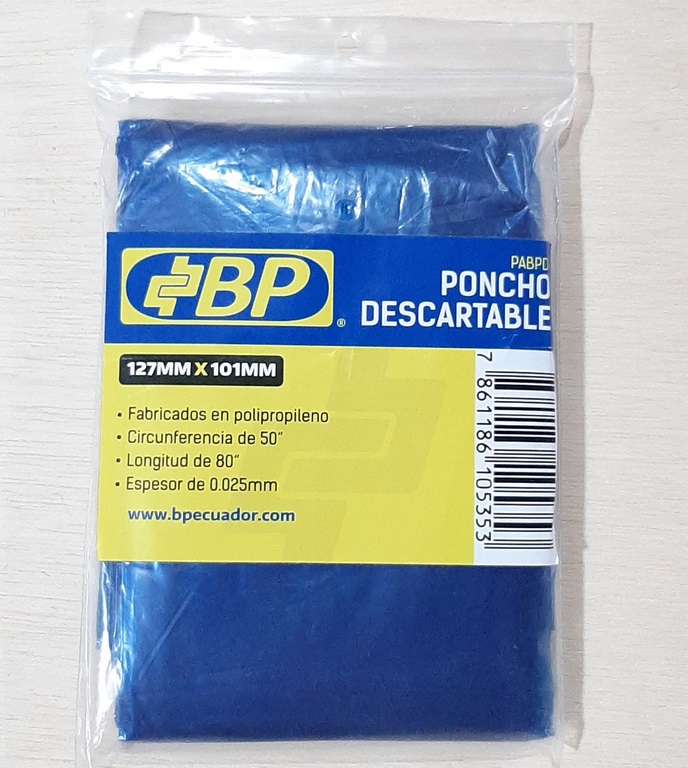 BP
®
PABPD
PONCHO
DESCARTABLE
127MM X 101MM
• Fabricados en polipropileno
• Circunferencia de 50"
• Longitud de 80"
• Espesor de 0.025mm
www.bpecuador.com
7 861186 105353